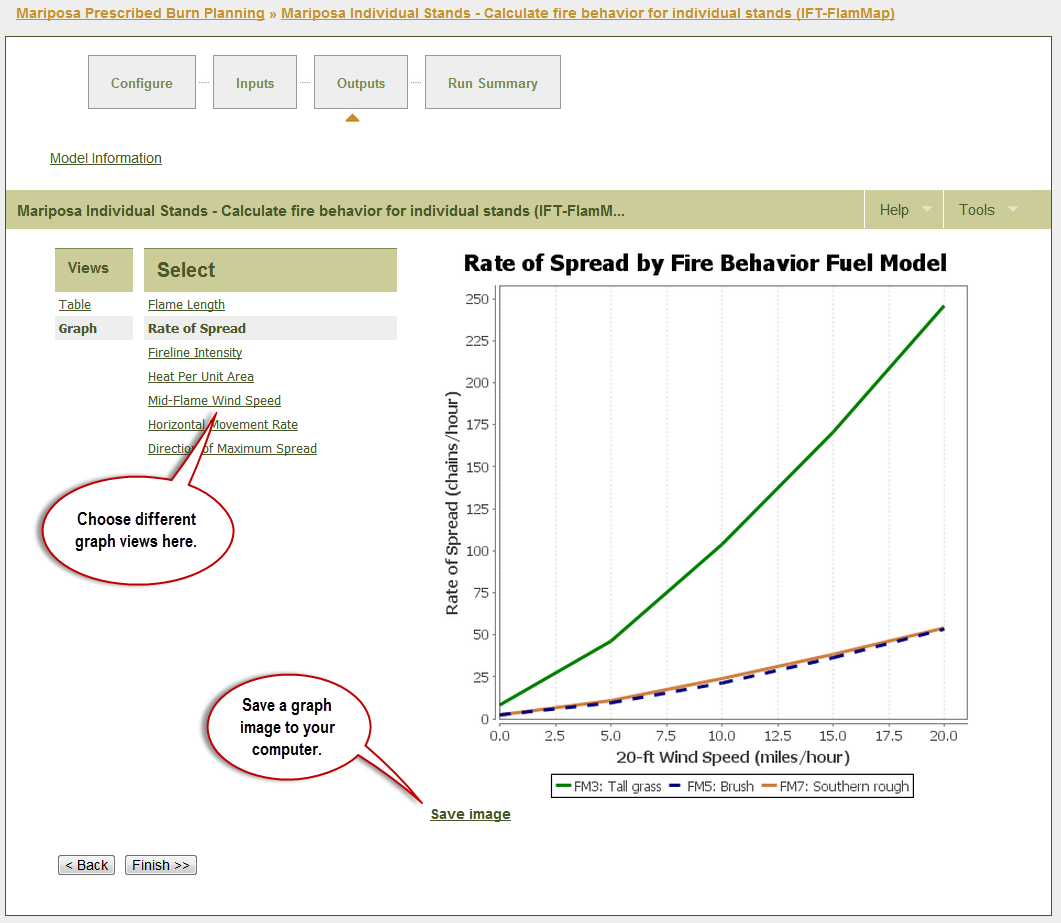 Mariposa Prescribed Burn Planning » Mariposa Individual Stands - Calculate fire behavior for individual stands (IFT-FlamMap)
Configure
Inputs
Outputs
Run Summary
Model Information
Mariposa Individual Stands - Calculate fire behavior for individual stands (IFT-FlamM...
Help
Tools
Views
Table
Graph
Select
Flame Length
Rate of Spread
Fireline Intensity
Heat Per Unit Area
Mid-Flame Wind Speed
Horizontal Movement Rate
Direction of Maximum Spread
Choose different
graph views here.
Rate of Spread by Fire Behavior Fuel Model
Rate of Spread (chains/hour)
250
225
200
175
150
125
100
75
50
25
0
0.0 2.5 5.0 7.5 10.0 12.5 15.0 17.5 20.0
20-ft Wind Speed (miles/hour)
FM3: Tall grass FM5: Brush FM7: Southern rough
Save a graph
image to your
computer.
Save image
< Back
Finish >>